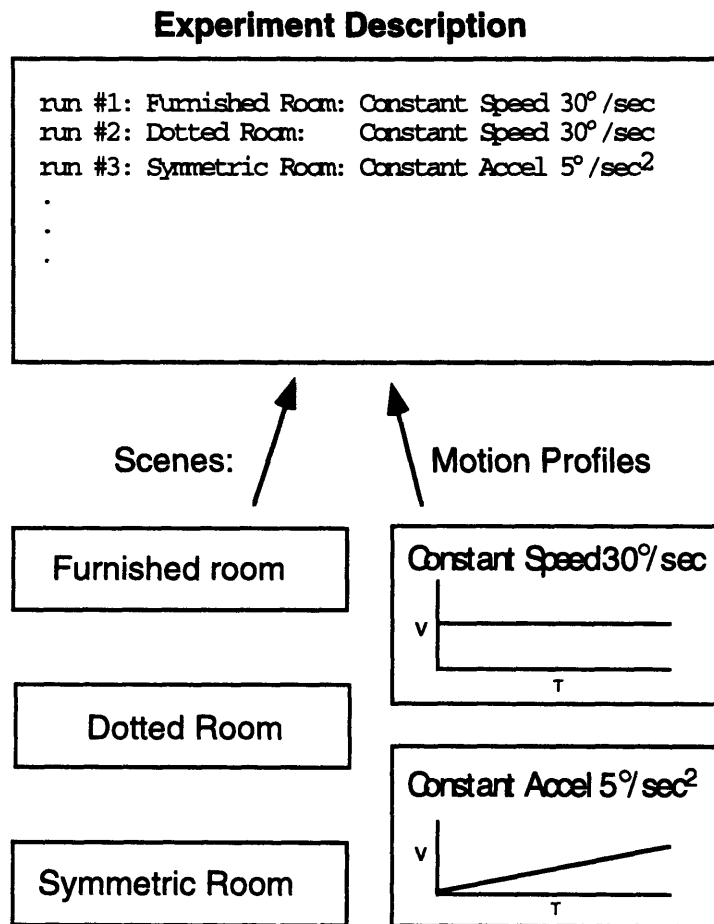 Experiment Description
run #1: Furnished Room: Constant Speed 30°/sec
run #2: Dotted Room: Constant Speed 30°/sec
run #3: Symmetric Room: Constant Accel 5°/sec²
.
.
.
Scenes:
Motion Profiles
Furnished room
Dotted Room
Symmetric Room
Constant Speed30°/sec
V
T
Constant Accel 5°/sec²
V
T